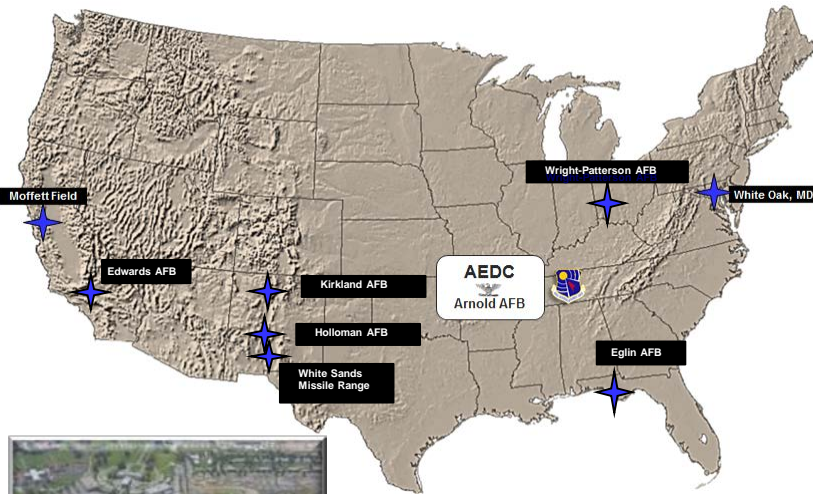 Wright-Patterson AFB
Moffett Field
White Oak, MD
Edwards AFB
AEDC
Arnold AFB
Kirkland AFB
Holloman AFB
Eglin AFB
White Sands
Missile Range